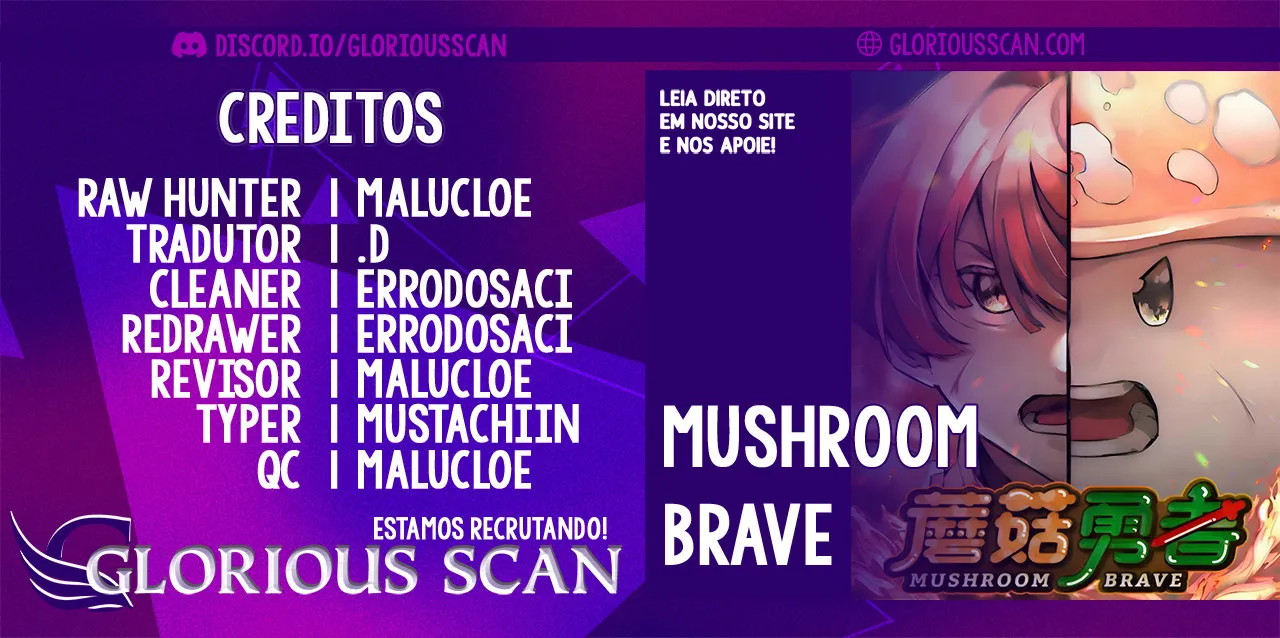 DISCORD.IO/GLORIOUSSCAN
GLORIOUSSCAN.COM
CREDITOS
RAW HUNTER | MALUCLOE
TRADUTOR | .D
CLEANER | ERRODOSACI
REDRAWER | ERRODOSACI
REVISOR | MALUCLOE
TYPER | MUSTACHIIN
QC | MALUCLOE
ESTAMOS RECRUTANDO!
GLORIOUS SCAN
LEIA DIRETO
EM NOSSO SITE
E NOS APOIE!
MUSHROOM
BRAVE
蘑菇勇者
MUSHROOM BRAVE